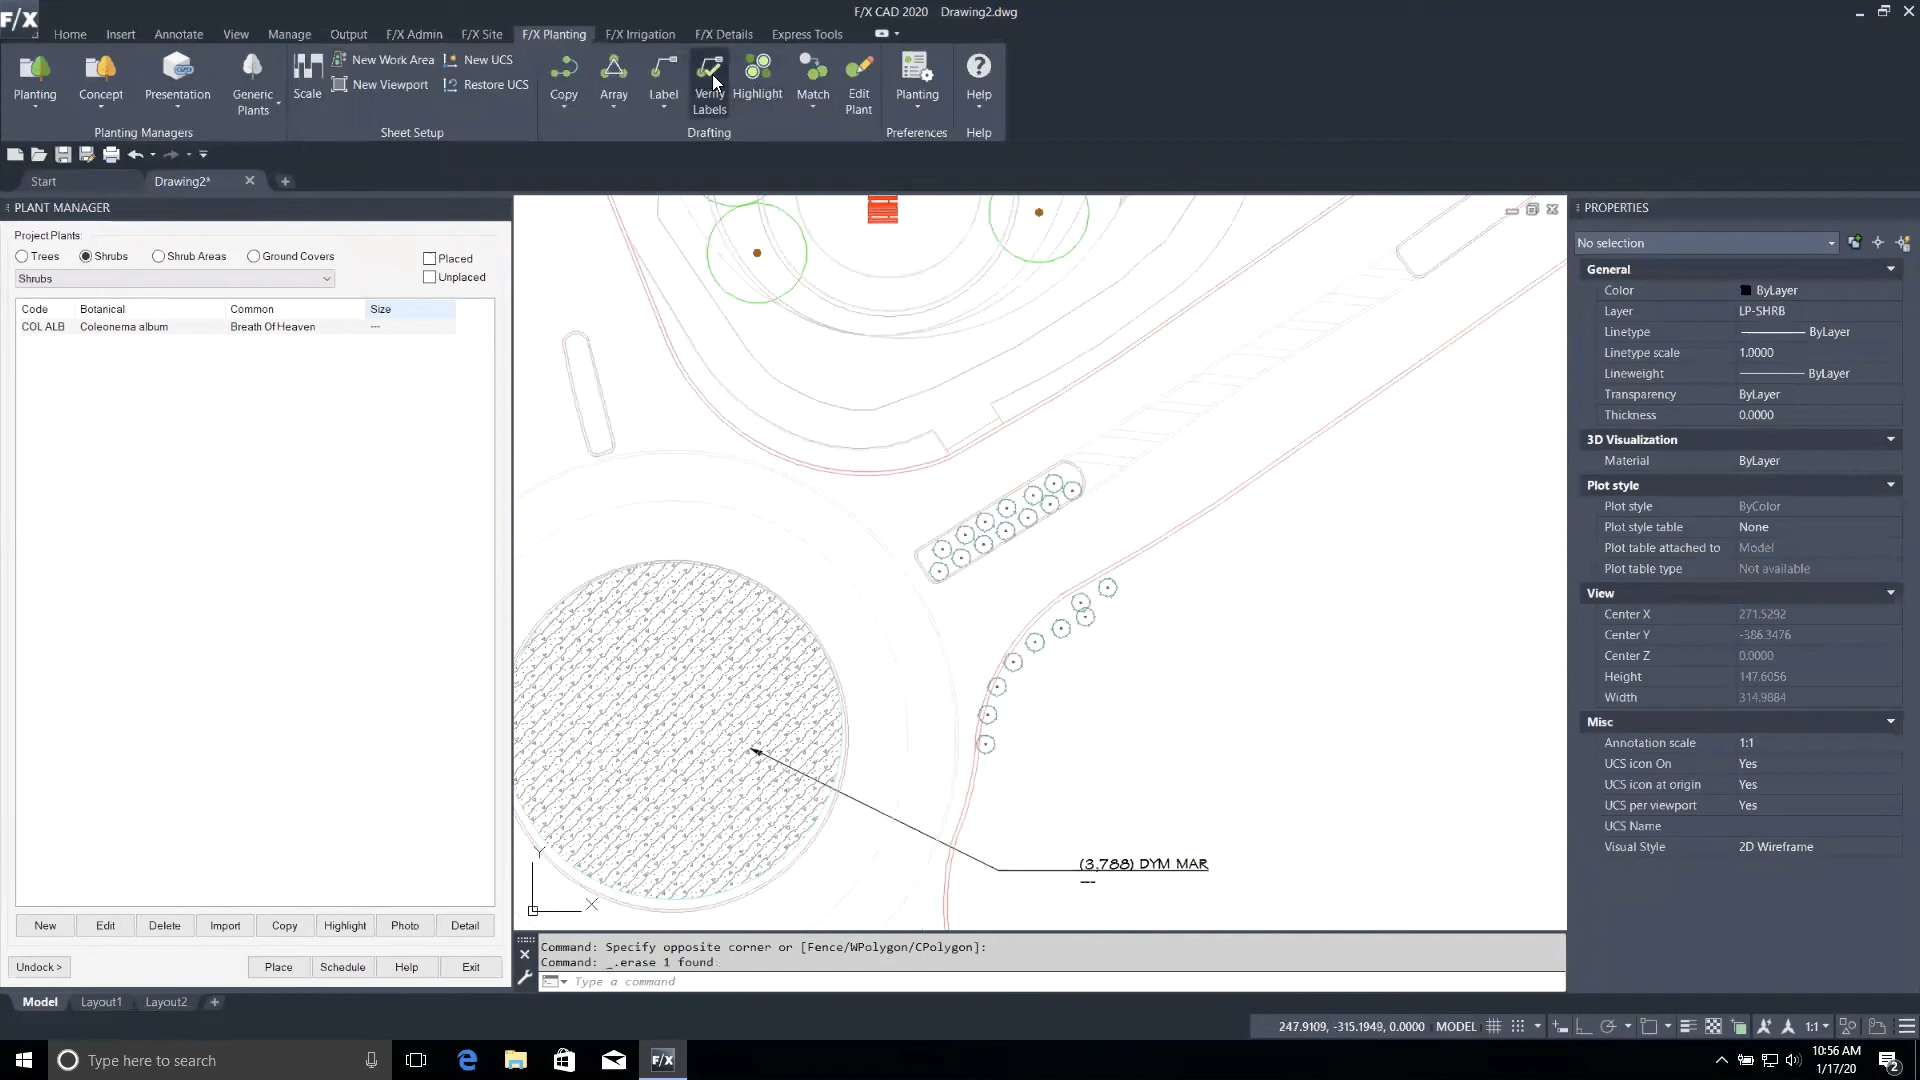 F/X
F/X CAD 2020 Drawing2.dwg
Home Insert Annotate View Manage Output F/X Admin F/X Site F/X Planting F/X Irrigation F/X Details Express Tools
Planting
Concept
Presentation
Generic
Plants
Planting Managers
Scale
New Work Area
New UCS
New Viewport
Restore UCS
Sheet Setup
Copy
Array
Label
Verify
Labels
Highlight
Match
Edit
Plant
Drafting
Planting
Preferences
Help
Help
Start
Drawing2*
PLANT MANAGER
Project Plants:
Trees Shrubs Shrub Areas Ground Covers
Placed
Unplaced
Shrubs
Code Botanical Common Size
COL ALB Coleonema album Breath Of Heaven ---
New Edit Delete Import Copy Highlight Photo Detail
Undock > Place Schedule Help Exit
(3,788) DYM MAR
---
Y
X
Command: Specify opposite corner or [Fence/WPolygon/CPolygon]:
Command: _.erase 1 found
Type a command
PROPERTIES
No selection
General
Color ByLayer
Layer LP-SHRB
Linetype ByLayer
Linetype scale 1.0000
Lineweight ByLayer
Transparency ByLayer
Thickness 0.0000
3D Visualization
Material ByLayer
Plot style
Plot style ByColor
Plot style table None
Plot table attached to Model
Plot table type Not available
View
Center X 271.5292
Center Y -386.3476
Center Z 0.0000
Height 147.6056
Width 314.9884
Misc
Annotation scale 1:1
UCS icon On Yes
UCS icon at origin Yes
UCS per viewport Yes
UCS Name
Visual Style 2D Wireframe
Model Layout1 Layout2
247.9109, -315.1949, 0.0000 MODEL 1:1
Type here to search
F/X
10:56 AM
1/17/20
2